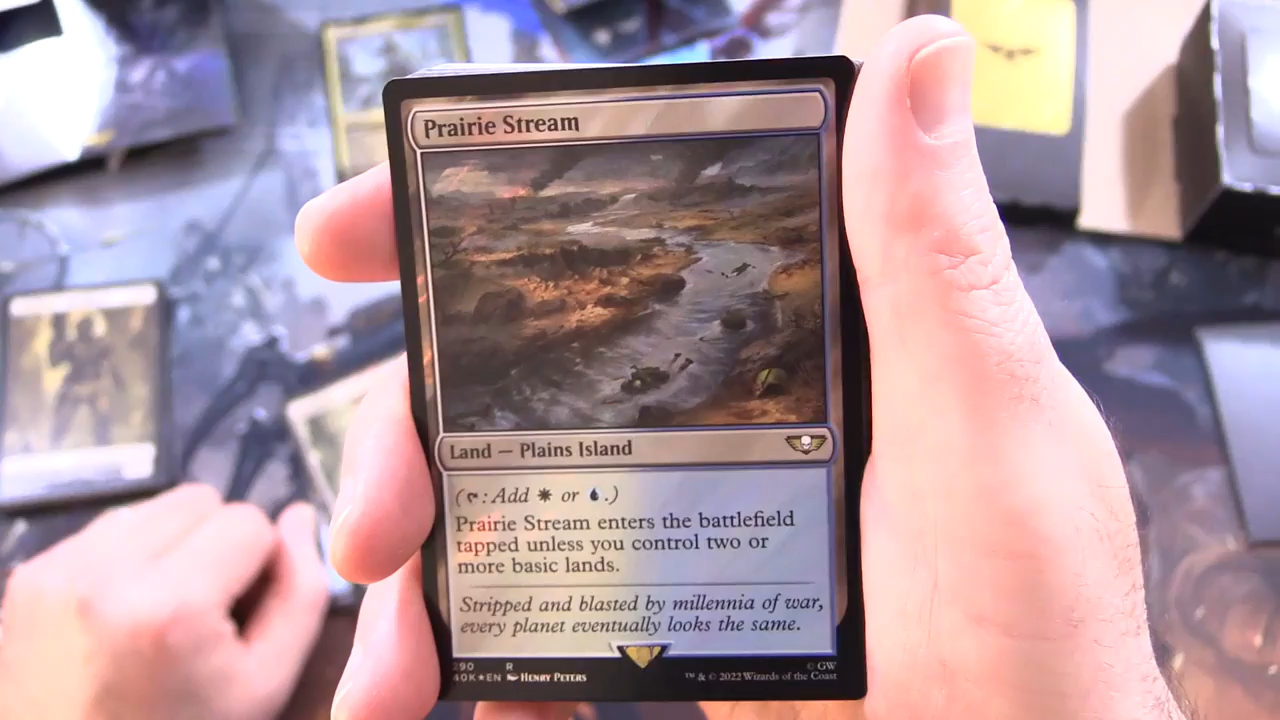 Prairie Stream
Land — Plains Island
( : Add or .)
Prairie Stream enters the battlefield
tapped unless you control two or
more basic lands.
Stripped and blasted by millennia of war,
every planet eventually looks the same.
290 R
40K★EN Henry Peters
© GW
™ & © 2022 Wizards of the Coast